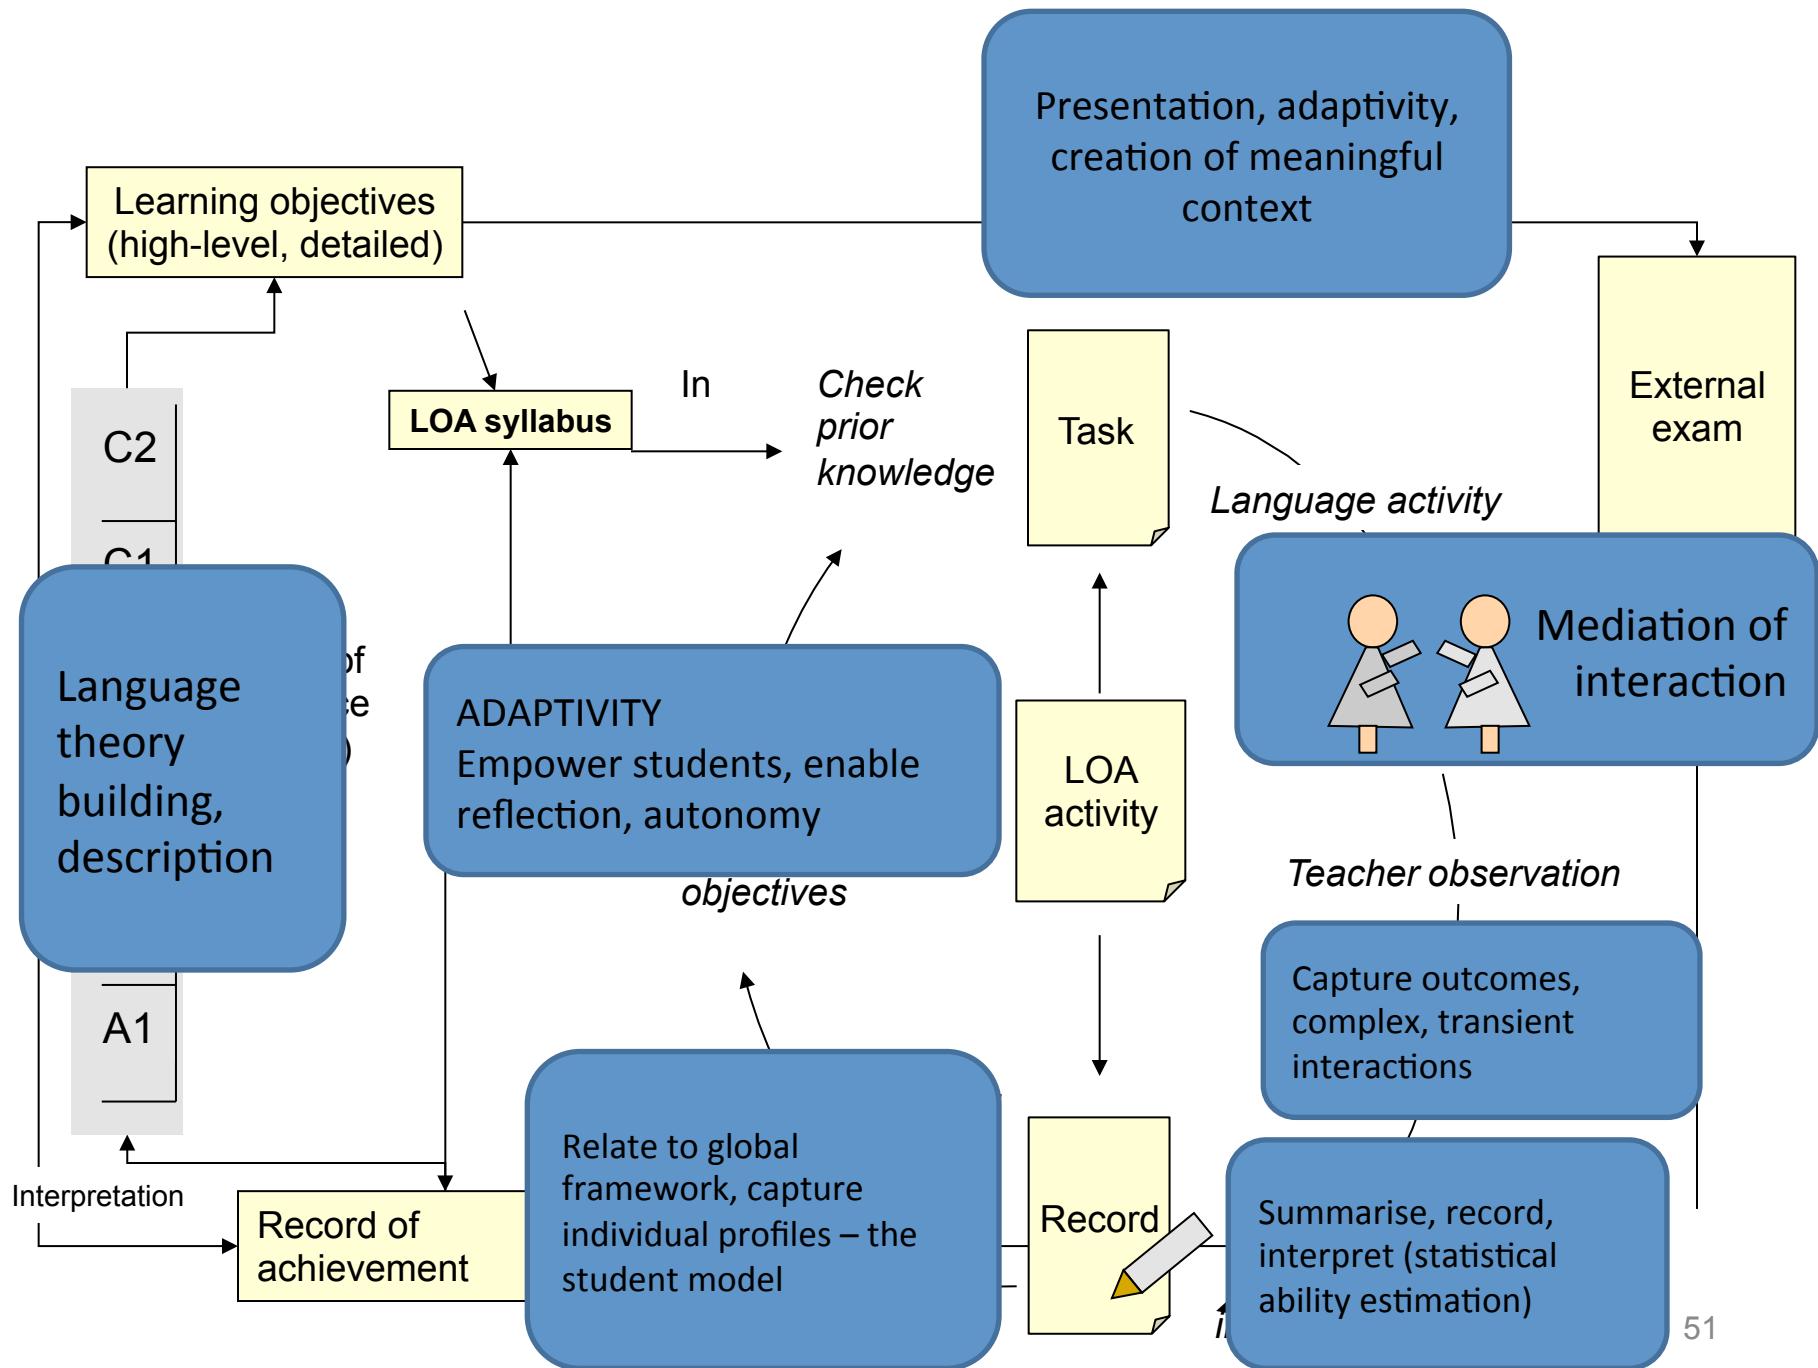 Presentation, adaptivity,
creation of meaningful
context
Learning objectives
(high-level, detailed)
External
exam
LOA syllabus
In
Check
prior
knowledge
Task
C2
C1
Language activity
Mediation of
interaction
Language
theory
building,
description
of
ADAPTIVITY
Empower students, enable
reflection, autonomy
objectives
LOA
activity
Teacher observation
Capture outcomes,
complex, transient
interactions
A1
Interpretation
Record of
achievement
Relate to global
framework, capture
individual profiles – the
student model
Record
Summarise, record,
interpret (statistical
ability estimation)
51